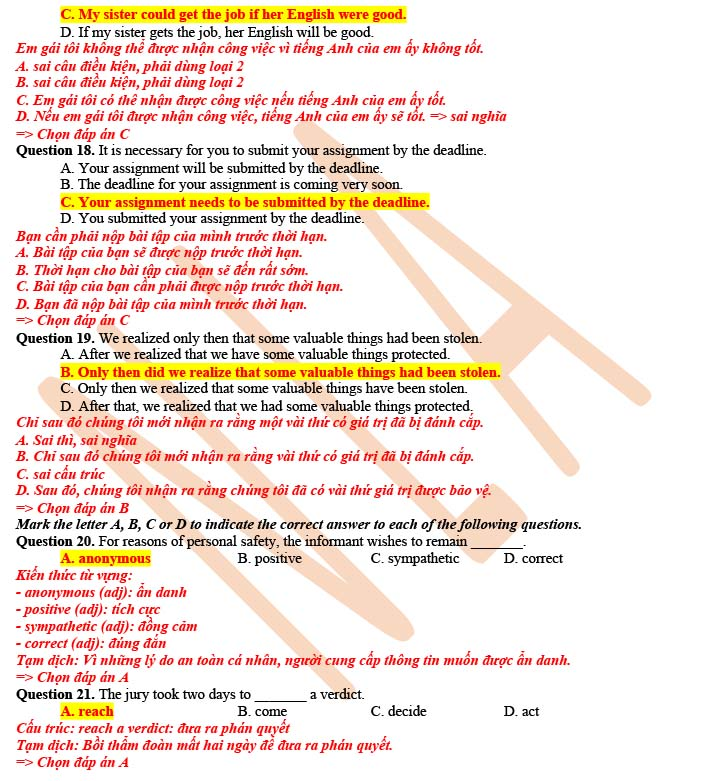 C. My sister could get the job if her English were good.
D. If my sister gets the job, her English will be good.
Em gái tôi không thể được nhận công việc vì tiếng Anh của em ấy không tốt.
A. sai câu điều kiện, phải dùng loại 2
B. sai câu điều kiện, phải dùng loại 2
C. Em gái tôi có thể nhận được công việc nếu tiếng Anh của em ấy tốt.
D. Nếu em gái tôi được nhận công việc, tiếng Anh của em ấy sẽ tốt. => sai nghĩa
=> Chọn đáp án C
Question 18. It is necessary for you to submit your assignment by the deadline.
A. Your assignment will be submitted by the deadline.
B. The deadline for your assignment is coming very soon.
C. Your assignment needs to be submitted by the deadline.
D. You submitted your assignment by the deadline.
Bạn cần phải nộp bài tập của mình trước thời hạn.
A. Bài tập của bạn sẽ được nộp trước thời hạn.
B. Thời hạn cho bài tập của bạn sẽ đến rất sớm.
C. Bài tập của bạn cần phải được nộp trước thời hạn.
D. Bạn đã nộp bài tập của mình trước thời hạn.
=> Chọn đáp án C
Question 19. We realized only then that some valuable things had been stolen.
A. After we realized that we have some valuable things protected.
B. Only then did we realize that some valuable things had been stolen.
C. Only then we realized that some valuable things have been stolen.
D. After that, we realized that we had some valuable things protected.
Chỉ sau đó chúng tôi mới nhận ra rằng một vài thứ có giá trị đã bị đánh cắp.
A. Sai thì, sai nghĩa
B. Chỉ sau đó chúng tôi mới nhận ra rằng vài thứ có giá trị đã bị đánh cắp.
C. sai cấu trúc
D. Sau đó, chúng tôi nhận ra rằng chúng tôi đã có vài thứ giá trị được bảo vệ.
=> Chọn đáp án B
Mark the letter A, B, C or D to indicate the correct answer to each of the following questions.
Question 20. For reasons of personal safety, the informant wishes to remain _______.
A. anonymous B. positive C. sympathetic D. correct
Kiến thức từ vựng:
- anonymous (adj): ẩn danh
- positive (adj): tích cực
- sympathetic (adj): đồng cảm
- correct (adj): đúng đắn
Tạm dịch: Vì những lý do an toàn cá nhân, người cung cấp thông tin muốn được ẩn danh.
=> Chọn đáp án A
Question 21. The jury took two days to _______ a verdict.
A. reach B. come C. decide D. act
Cấu trúc: reach a verdict: đưa ra phán quyết
Tạm dịch: Bồi thẩm đoàn mất hai ngày để đưa ra phán quyết.
=> Chọn đáp án A